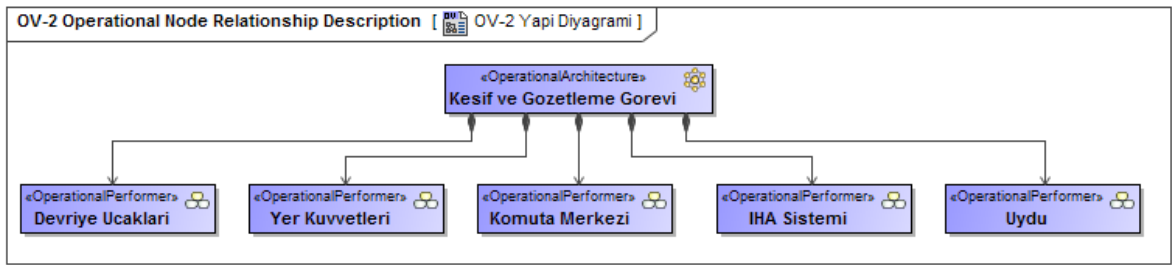 OV-2 Operational Node Relationship Description [ OV-2 Yapi Diyagrami ]
«OperationalArchitecture»
Kesif ve Gozetleme Gorevi
«OperationalPerformer»
Devriye Ucaklari
«OperationalPerformer»
Yer Kuvvetleri
«OperationalPerformer»
Komuta Merkezi
«OperationalPerformer»
IHA Sistemi
«OperationalPerformer»
Uydu